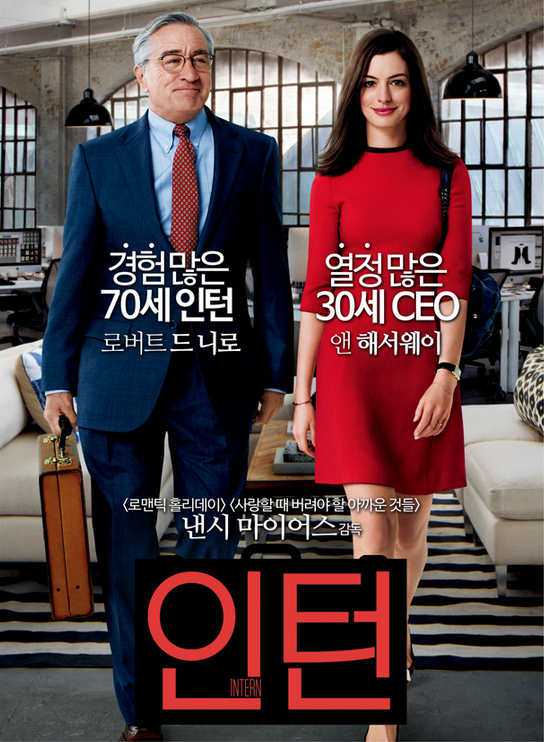 경험 많은
70세 인턴
로버트 드 니로
열정 많은
30세 CEO
앤 해서웨이
〈로맨틱 홀리데이〉 〈사랑할 때 버려야 할 아까운 것들〉
낸시 마이어스 감독
인턴
INTERN